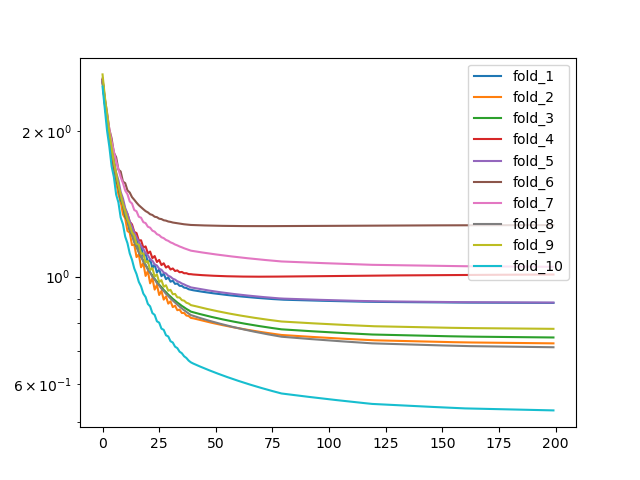 2 × 10⁰
10⁰
6 × 10⁻¹
0
25
50
75
100
125
150
175
200
fold_1
fold_2
fold_3
fold_4
fold_5
fold_6
fold_7
fold_8
fold_9
fold_10